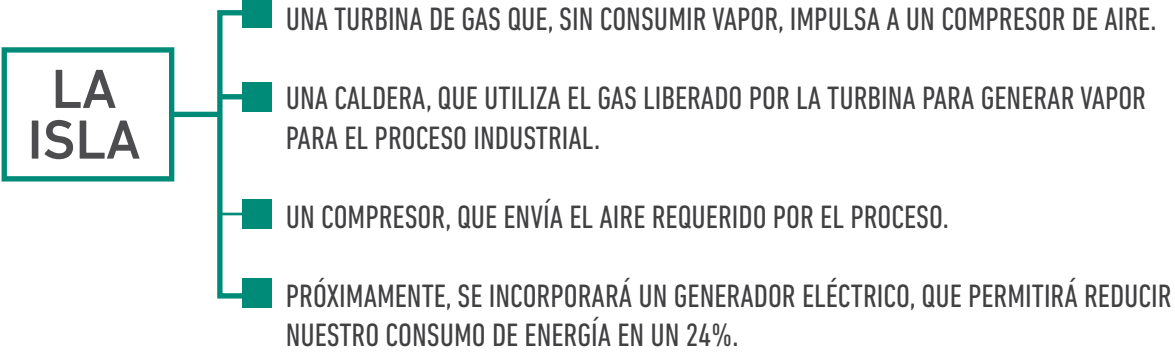 LA
ISLA
UNA TURBINA DE GAS QUE, SIN CONSUMIR VAPOR, IMPULSA A UN COMPRESOR DE AIRE.
UNA CALDERA, QUE UTILIZA EL GAS LIBERADO POR LA TURBINA PARA GENERAR VAPOR
PARA EL PROCESO INDUSTRIAL.
UN COMPRESOR, QUE ENVÍA EL AIRE REQUERIDO POR EL PROCESO.
PRÓXIMAMENTE, SE INCORPORARÁ UN GENERADOR ELÉCTRICO, QUE PERMITIRÁ REDUCIR
NUESTRO CONSUMO DE ENERGÍA EN UN 24%.